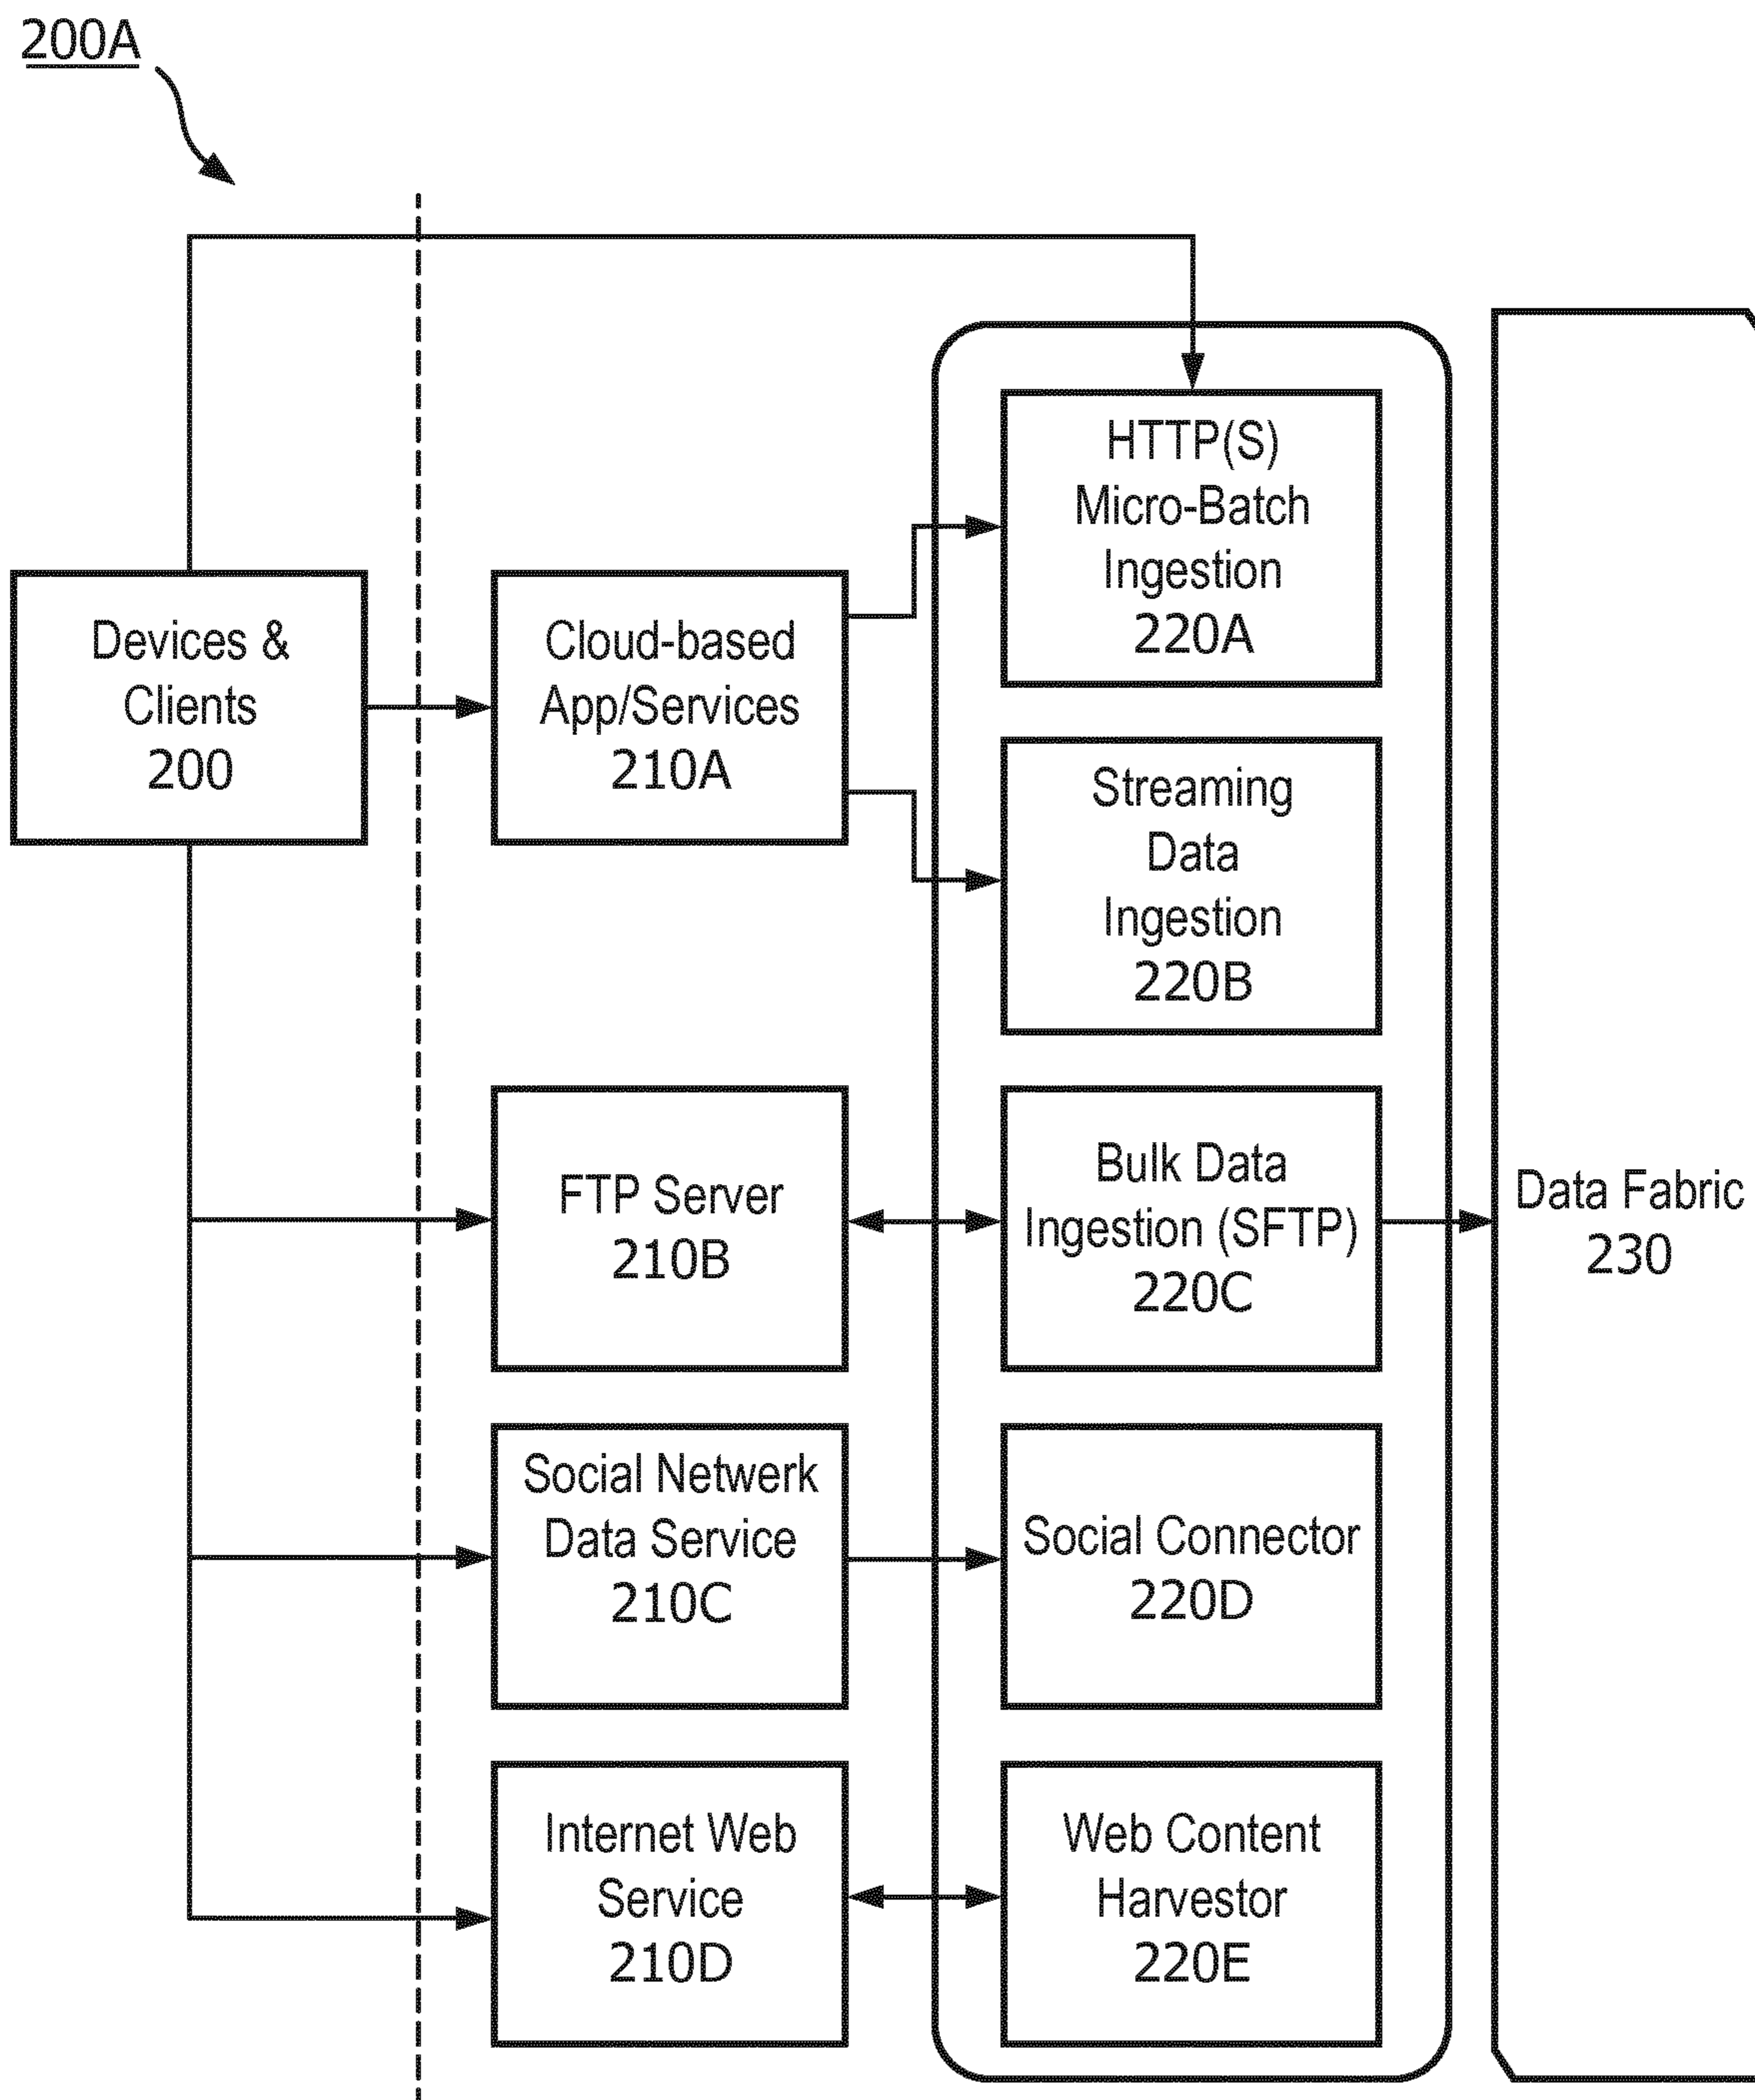 200A
Devices &
Clients
200
Cloud-based
App/Services
210A
FTP Server
210B
Social Netwerk
Data Service
210C
Internet Web
Service
210D
HTTP(S)
Micro-Batch
Ingestion
220A
Streaming
Data
Ingestion
220B
Bulk Data
Ingestion (SFTP)
220C
Social Connector
220D
Web Content
Harvestor
220E
Data Fabric
230